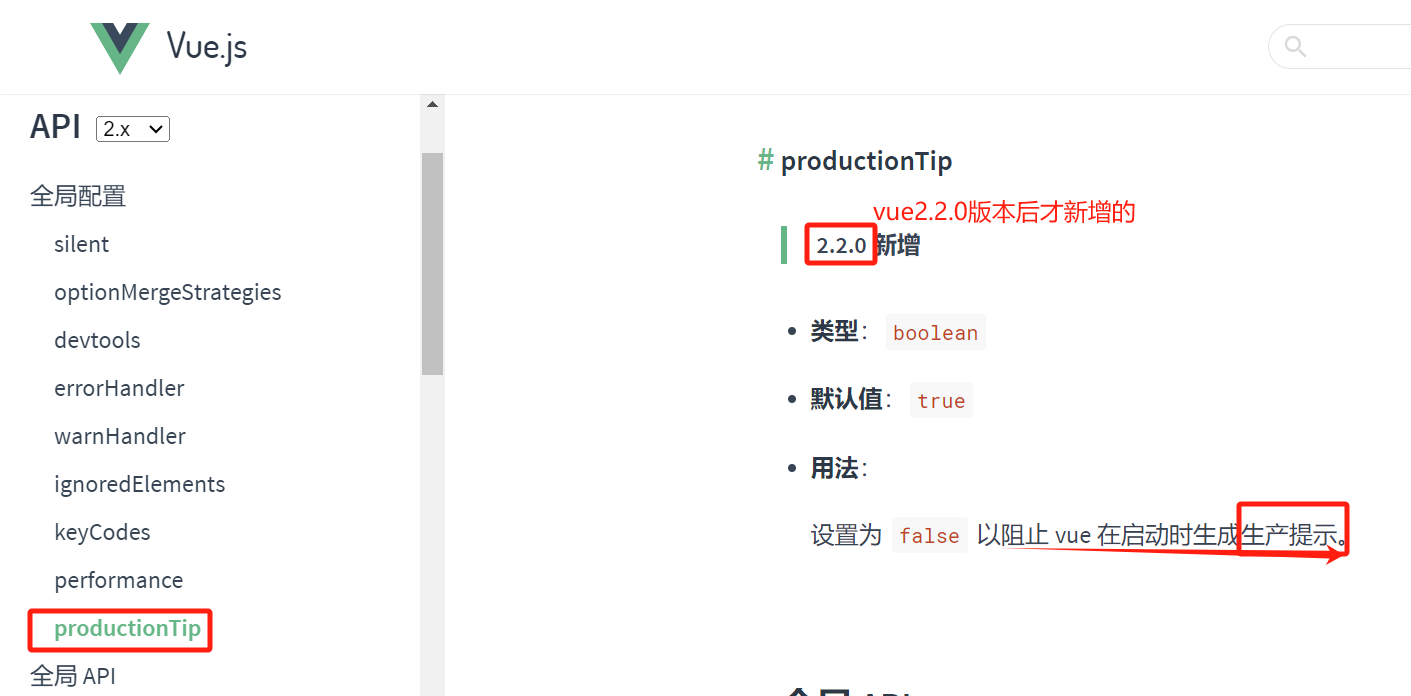 Vue.js
API 2.x
全局配置
silent
optionMergeStrategies
devtools
errorHandler
warnHandler
ignoredElements
keyCodes
performance
productionTip
全局 API
# productionTip
vue2.2.0版本后才新增的
2.2.0 新增
类型： boolean
默认值： true
用法：
设置为 false 以阻止 vue 在启动时生成生产提示。
全局 API